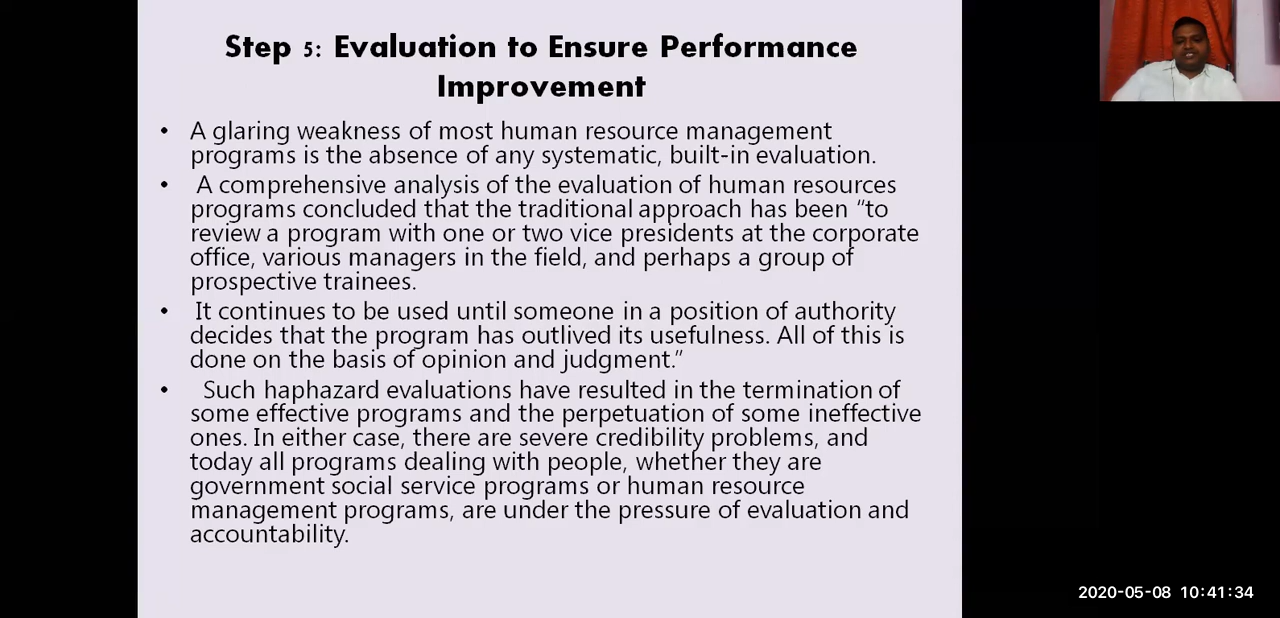 Step 5: Evaluation to Ensure Performance
Improvement
• A glaring weakness of most human resource management
programs is the absence of any systematic, built-in evaluation.
• A comprehensive analysis of the evaluation of human resources
programs concluded that the traditional approach has been “to
review a program with one or two vice presidents at the corporate
office, various managers in the field, and perhaps a group of
prospective trainees.
• It continues to be used until someone in a position of authority
decides that the program has outlived its usefulness. All of this is
done on the basis of opinion and judgment.”
• Such haphazard evaluations have resulted in the termination of
some effective programs and the perpetuation of some ineffective
ones. In either case, there are severe credibility problems, and
today all programs dealing with people, whether they are
government social service programs or human resource
management programs, are under the pressure of evaluation and
accountability.
2020-05-08 10:41:34